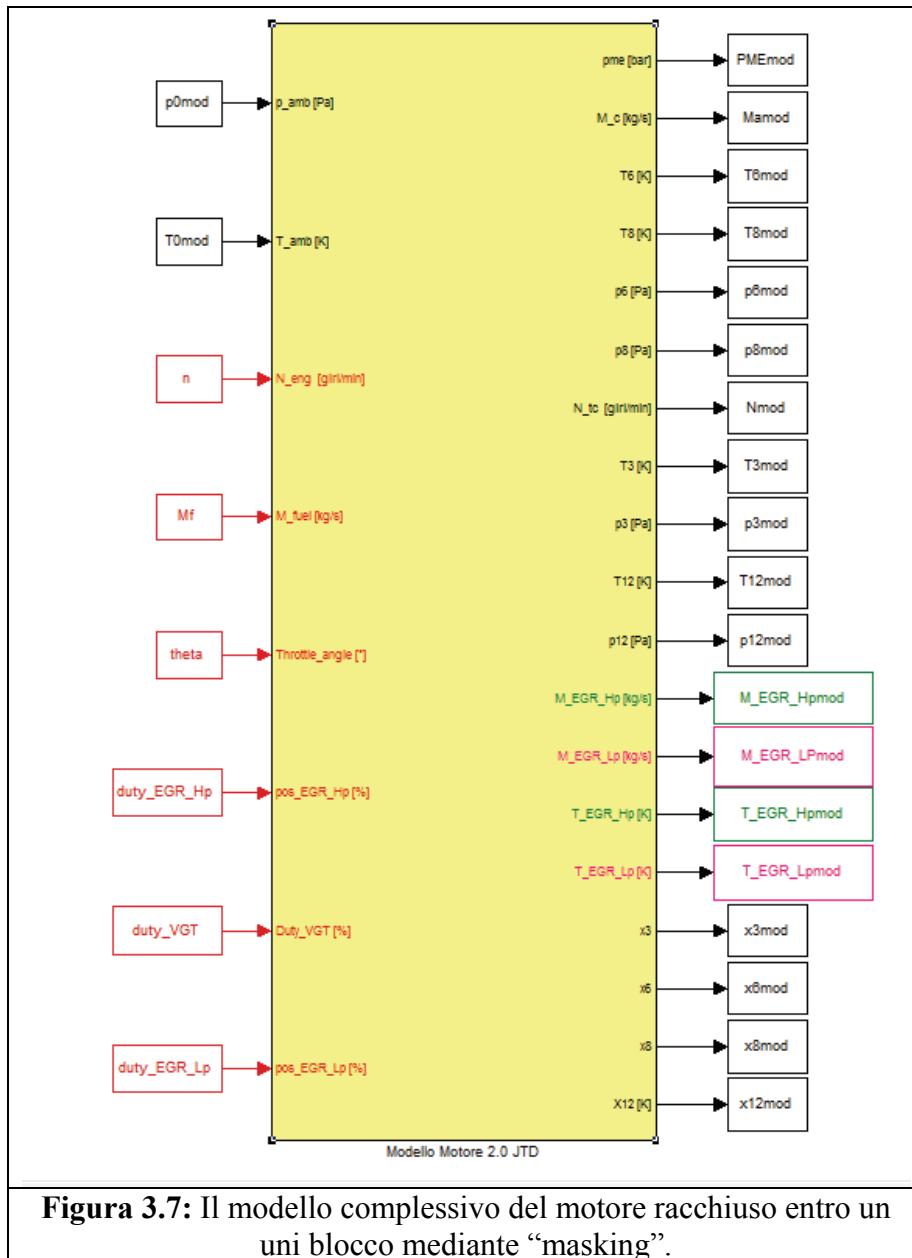 pme [bar]
PMEmod
p0mod
p_amb [Pa]
M_c [kg/s]
Mamod
T6 [K]
T6mod
T0mod
T_amb [K]
T8 [K]
T8mod
p6 [Pa]
p6mod
p8 [Pa]
p8mod
n
N_eng [giri/min]
N_tc [giri/min]
Nmod
T3 [K]
T3mod
Mf
M_fuel [kg/s]
p3 [Pa]
p3mod
T12 [K]
T12mod
p12 [Pa]
p12mod
theta
Throttle_angle [°]
M_EGR_Hp [kg/s]
M_EGR_Hpmod
M_EGR_Lp [kg/s]
M_EGR_LPmod
duty_EGR_Hp
pos_EGR_Hp [%]
T_EGR_Hp [K]
T_EGR_Hpmod
T_EGR_Lp [K]
T_EGR_Lpmod
duty_VGT
Duty_VGT [%]
x3
x3mod
x6
x6mod
x8
x8mod
duty_EGR_Lp
pos_EGR_Lp [%]
X12 [K]
x12mod
Modello Motore 2.0 JTD
Figura 3.7: Il modello complessivo del motore racchiuso entro un
uni blocco mediante “masking”.